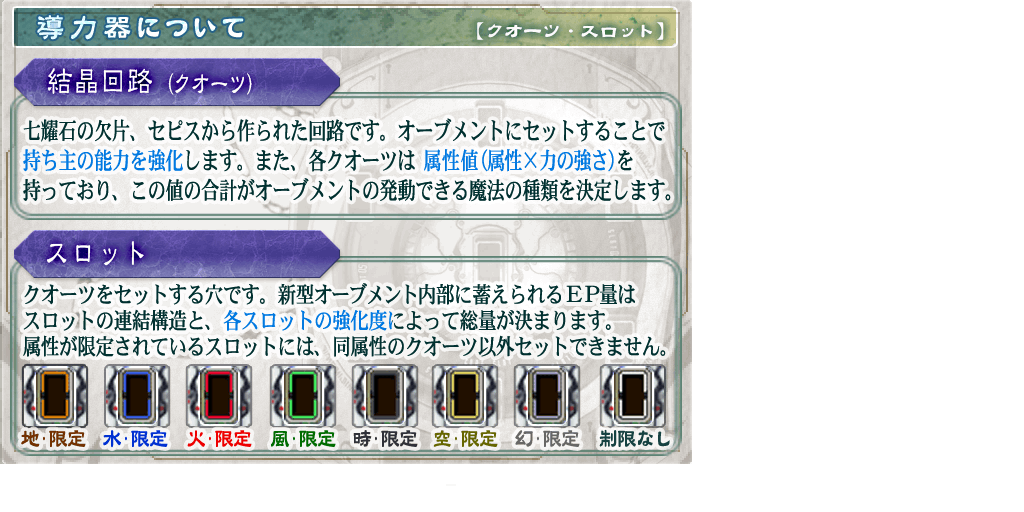 導力器について
【クオーツ・スロット】
結晶回路 (クオーツ)
七耀石の欠片、セピスから作られた回路です。オーブメントにセットすることで
持ち主の能力を強化します。また、各クオーツは 属性値(属性×力の強さ)を
持っており、この値の合計がオーブメントの発動できる魔法の種類を決定します。
スロット
クオーツをセットする穴です。新型オーブメント内部に蓄えられるEP量は
スロットの連結構造と、各スロットの強化度によって総量が決まります。
属性が限定されているスロットには、同属性のクオーツ以外セットできません。
地・限定 水・限定 火・限定 風・限定 時・限定 空・限定 幻・限定 制限なし